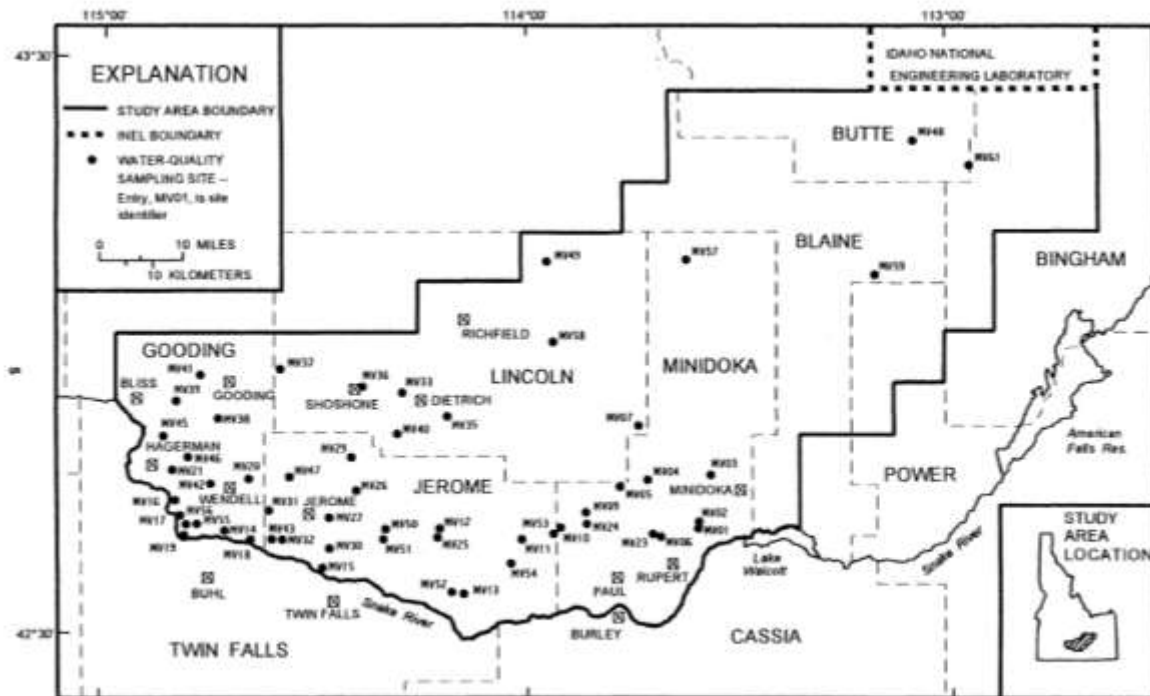 115°00'
114°00'
113°00'
43°30'
42°30'
EXPLANATION
STUDY AREA BOUNDARY
INEL BOUNDARY
WATER-QUALITY
SAMPLING SITE --
Entry, MV01, is site
identifier
0 10 MILES
10 KILOMETERS
IDAHO NATIONAL
ENGINEERING LABORATORY
BUTTE
MV48
MV61
BLAINE
BINGHAM
MV49
MV57
MV59
RICHFIELD
MV58
GOODING
MINIDOKA
LINCOLN
MV41
MV37
BLISS
MV39
GOODING
MV36
MV33
SHOSHONE
DIETRICH
MV38
MV35
MV45
MV40
MV07
HAGERMAN
MV46
MV29
American
Falls Res.
MV21
MV20
MV47
JEROME
MV04
MV03
POWER
MV42
WENDELL
MV26
MV05
MINIDOKA
MV16
MV31
JEROME
MV09
MV56
MV27
MV02
MV17
MV55
MV14
MV43
MV50
MV12
MV53
MV24
MV01
MV19
MV18
MV32
MV51
MV25
MV11
MV10
MV23
MV06
MV30
MV15
MV54
Lake
Walcott
Snake River
RUPERT
BUHL
MV52
MV13
PAUL
TWIN FALLS
Snake River
BURLEY
TWIN FALLS
CASSIA
STUDY
AREA
LOCATION